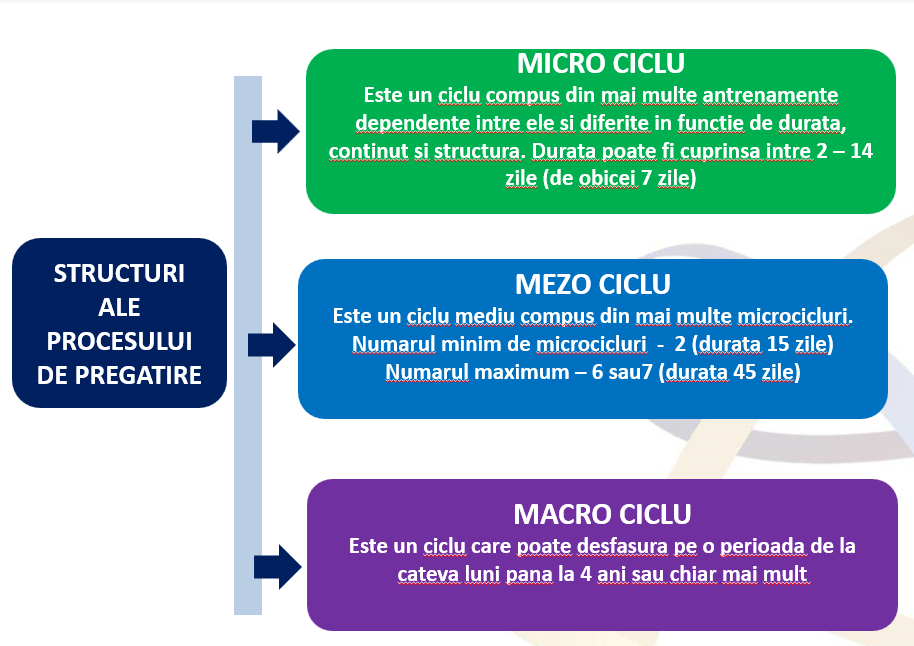 STRUCTURI
ALE
PROCESULUI
DE PREGATIRE
MICRO CICLU
Este un ciclu compus din mai multe antrenamente
dependente intre ele si diferite in functie de durata,
continut si structura. Durata poate fi cuprinsa intre 2 – 14
zile (de obicei 7 zile)
MEZO CICLU
Este un ciclu mediu compus din mai multe microcicluri.
Numarul minim de microcicluri - 2 (durata 15 zile)
Numarul maximum – 6 sau7 (durata 45 zile)
MACRO CICLU
Este un ciclu care poate desfasura pe o perioada de la
cateva luni pana la 4 ani sau chiar mai mult